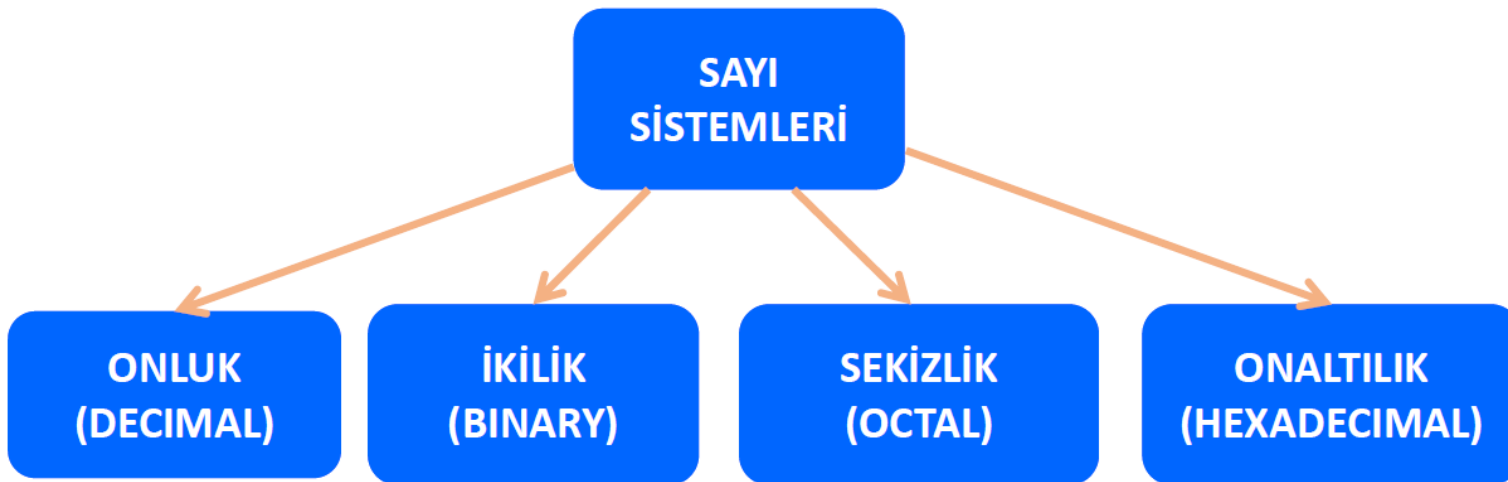 SAYI
SİSTEMLERİ
ONLUK
(DECIMAL)
İKİLİK
(BINARY)
SEKİZLİK
(OCTAL)
ONALTILIK
(HEXADECIMAL)